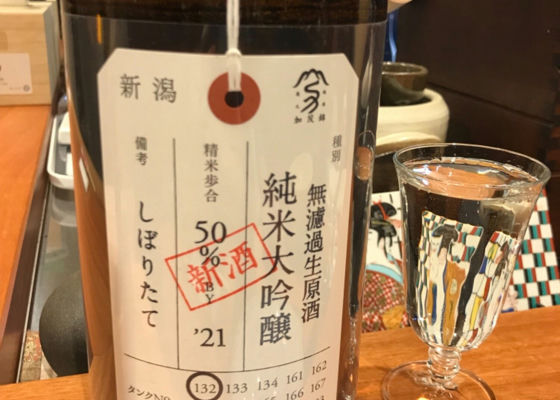 新潟
加茂錦
種別
無濾過生原酒
純米大吟醸
精米歩合
50%
BY
'21
新酒
備考
しぼりたて
タンクNo
132 133 134 161 162
166 167